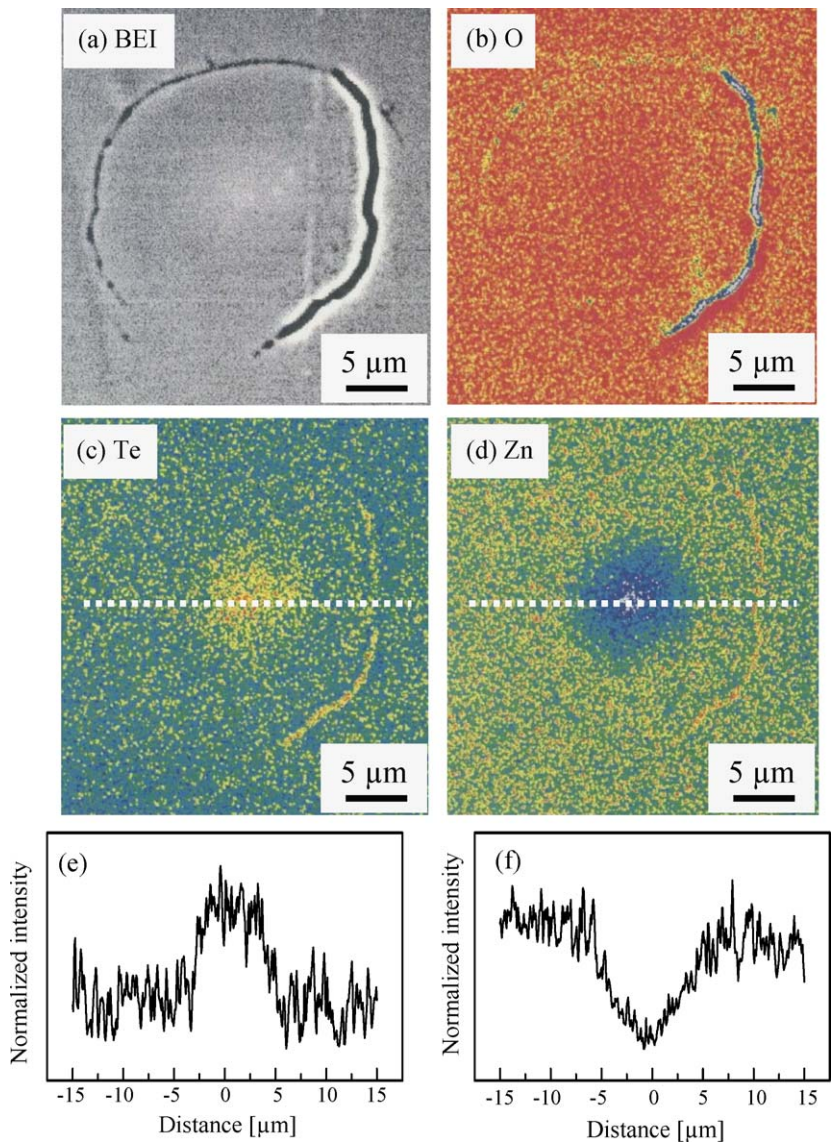 (a) BEI
5 µm
(b) O
5 µm
(c) Te
5 µm
(d) Zn
5 µm
(e)
Normalized intensity
-15 -10 -5 0 5 10 15
Distance [µm]
(f)
Normalized intensity
-15 -10 -5 0 5 10 15
Distance [µm]